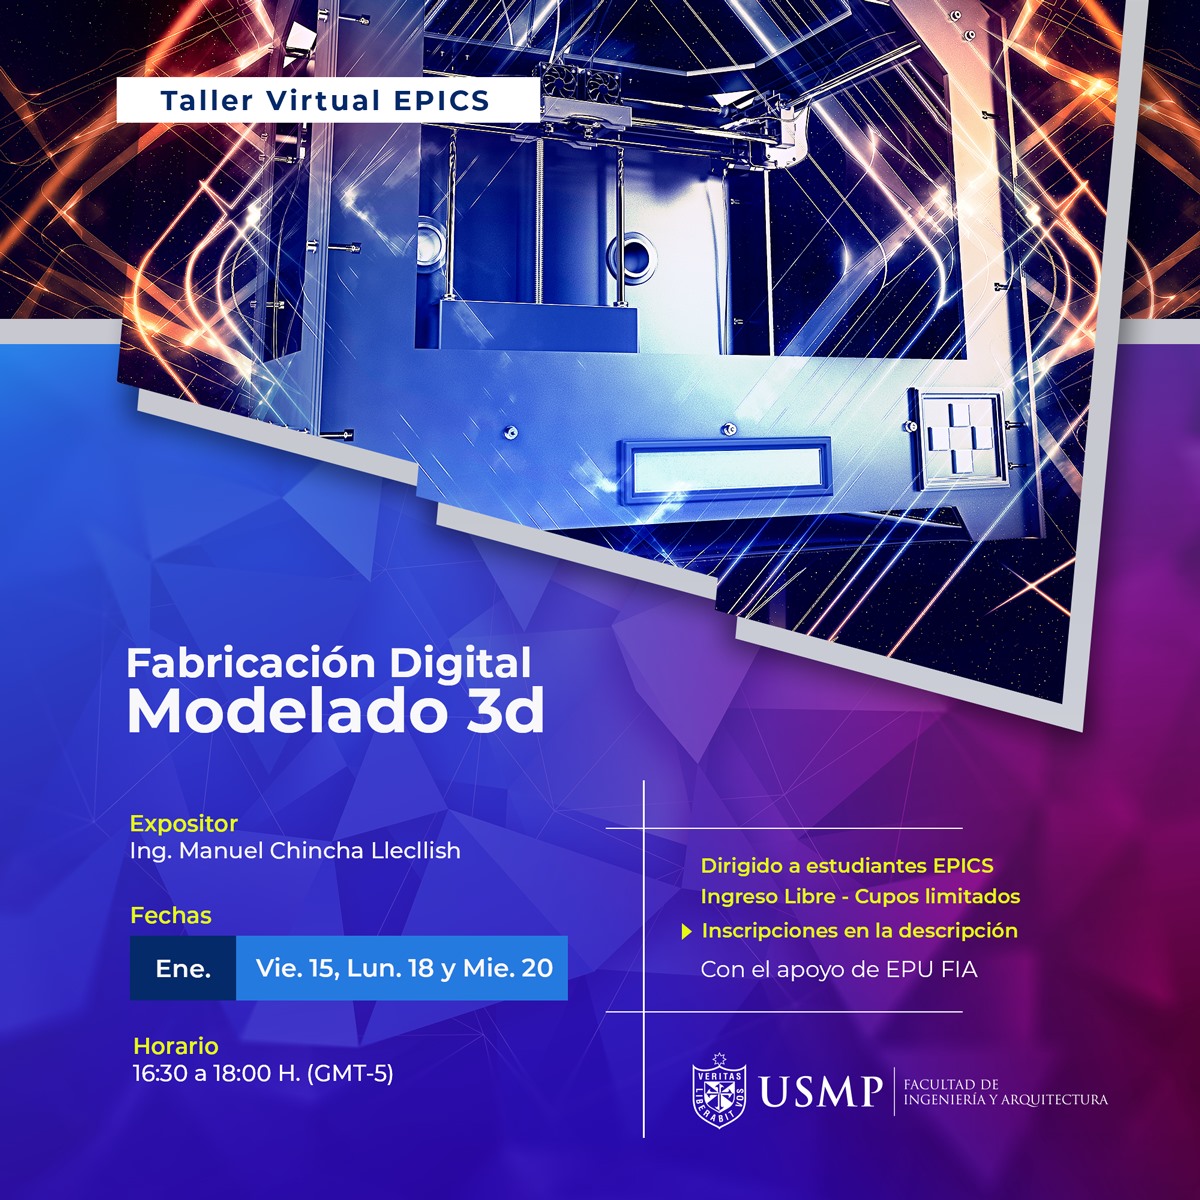 Taller Virtual EPICS
Fabricación Digital
Modelado 3d
Expositor
Ing. Manuel Chincha Llecllish
Fechas
Ene.
Vie. 15, Lun. 18 y Mie. 20
Horario
16:30 a 18:00 H. (GMT-5)
Dirigido a estudiantes EPICS
Ingreso Libre - Cupos limitados
Inscripciones en la descripción
Con el apoyo de EPU FIA
VERITAS
LIBERABIT
VOS
USMP
FACULTAD DE
INGENIERÍA Y ARQUITECTURA